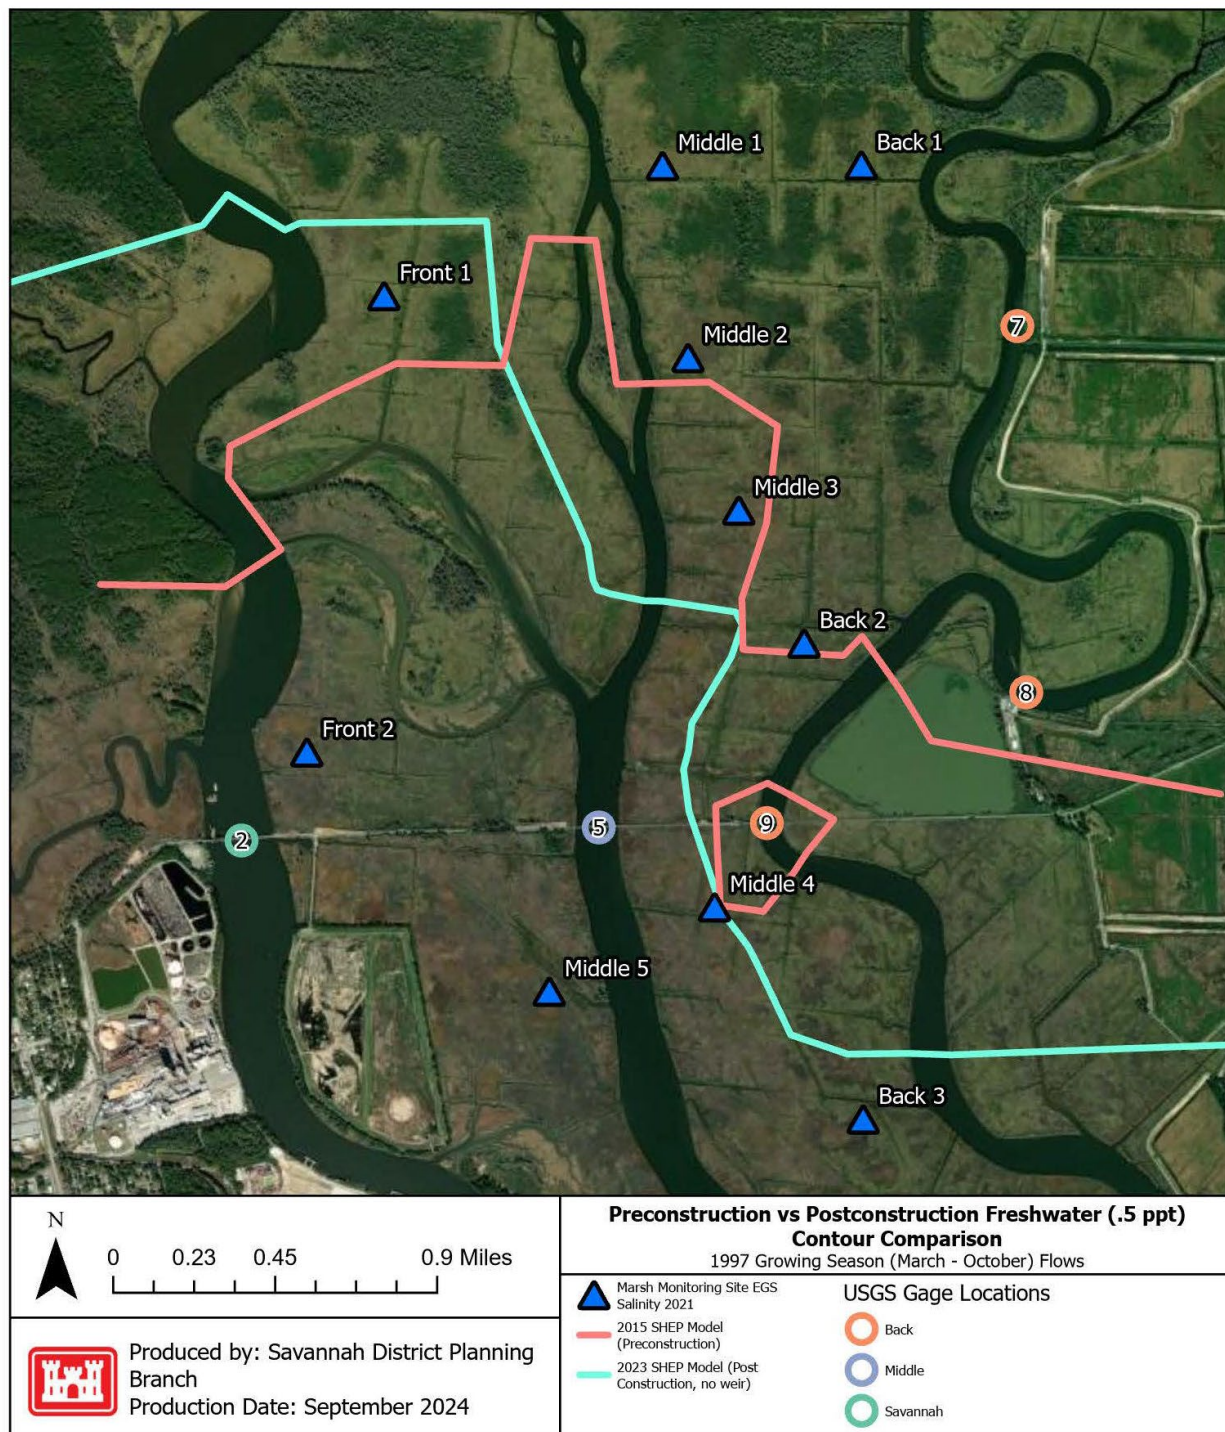 Middle 1
Back 1
Front 1
7
Middle 2
Middle 3
Back 2
8
Front 2
2
5
9
Middle 4
Middle 5
Back 3
N
0 0.23 0.45 0.9 Miles
Produced by: Savannah District Planning
Branch
Production Date: September 2024
Preconstruction vs Postconstruction Freshwater (.5 ppt)
Contour Comparison
1997 Growing Season (March - October) Flows
Marsh Monitoring Site EGS
Salinity 2021
2015 SHEP Model
(Preconstruction)
2023 SHEP Model (Post
Construction, no weir)
USGS Gage Locations
Back
Middle
Savannah